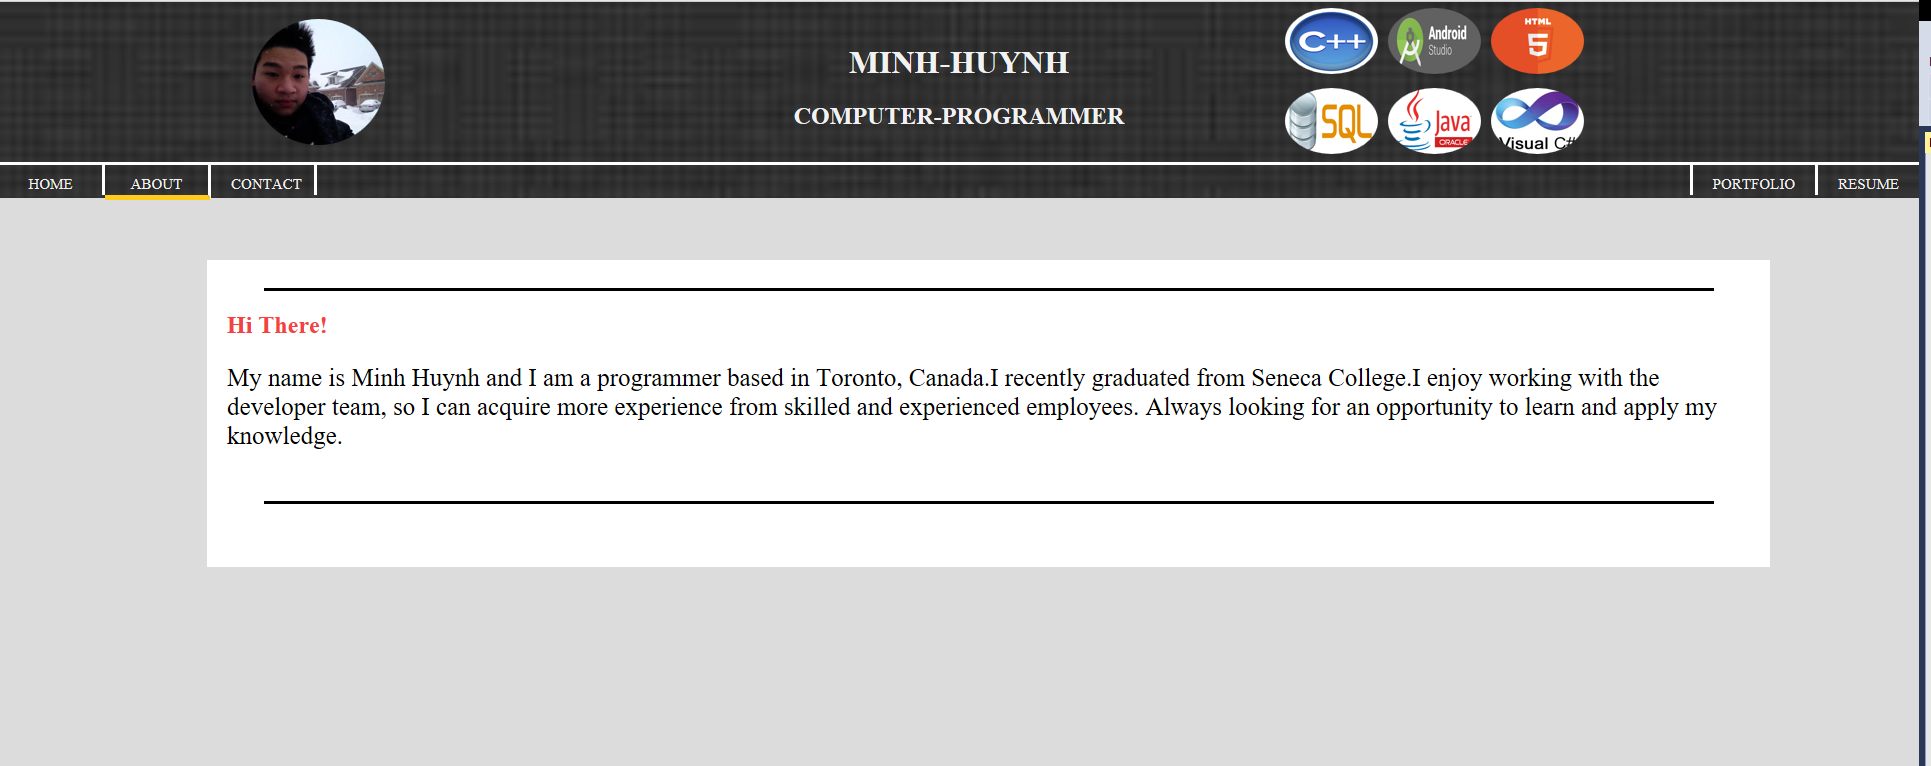 MINH-HUYNH
COMPUTER-PROGRAMMER
C++
Android
Studio
HTML
5
SQL
Java
ORACLE
Visual C#
HOME
ABOUT
CONTACT
PORTFOLIO
RESUME
Hi There!
My name is Minh Huynh and I am a programmer based in Toronto, Canada.I recently graduated from Seneca College.I enjoy working with the
developer team, so I can acquire more experience from skilled and experienced employees. Always looking for an opportunity to learn and apply my
knowledge.